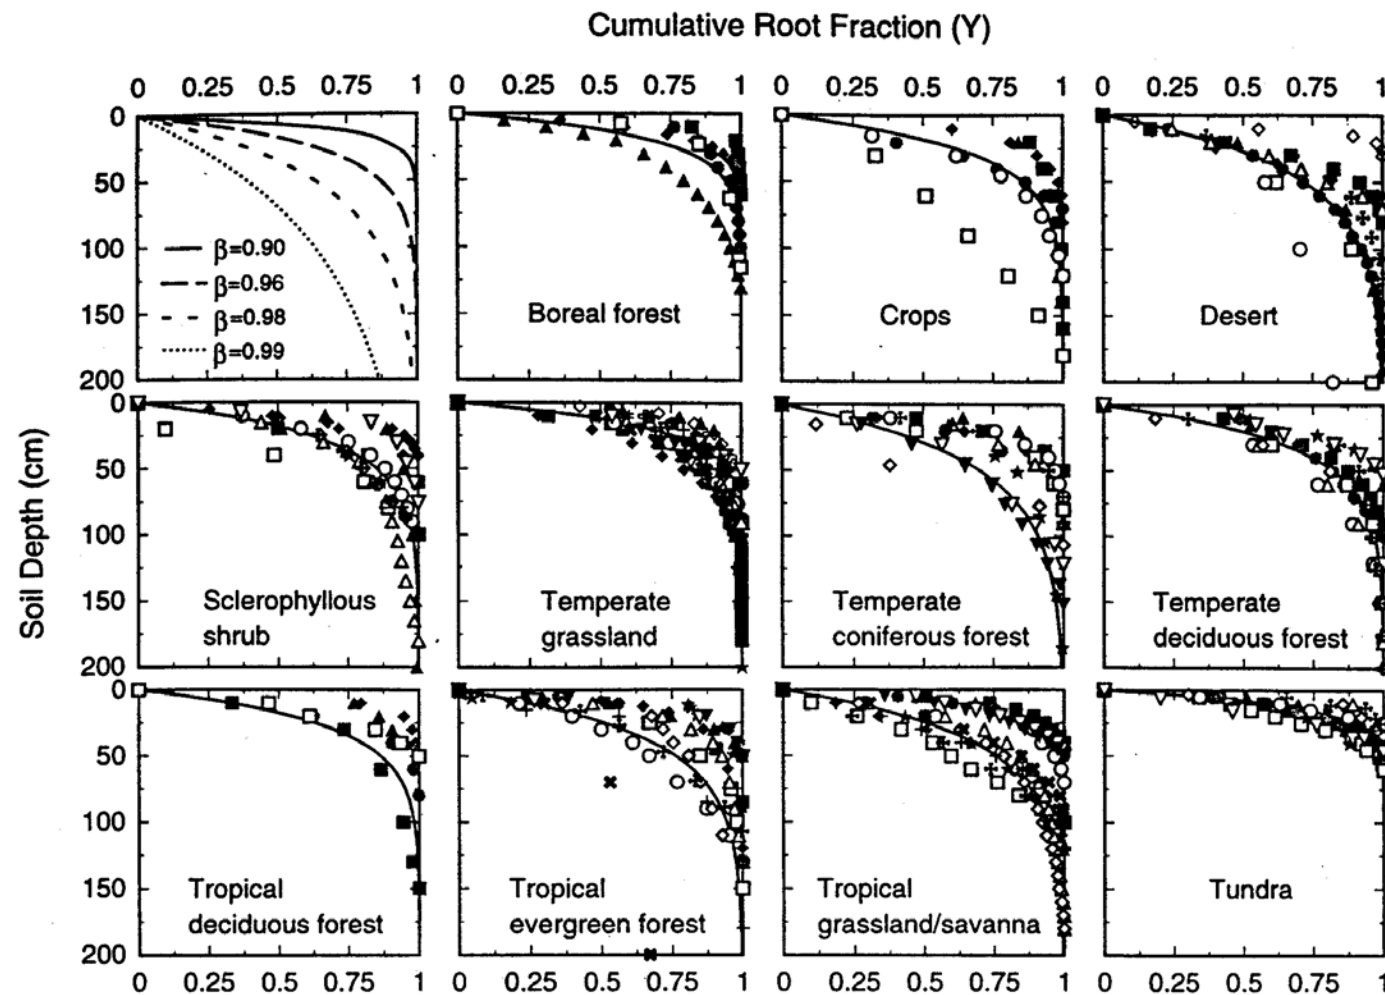 Cumulative Root Fraction (Y)
0 0.25 0.5 0.75 1 0 0.25 0.5 0.75 1 0 0.25 0.5 0.75 1 0 0.25 0.5 0.75 1
0
50
100
150
200
β=0.90
β=0.96
β=0.98
β=0.99
Boreal forest
Crops
Desert
Soil Depth (cm)
0
50
100
150
200
Sclerophyllous
shrub
Temperate
grassland
Temperate
coniferous forest
Temperate
deciduous forest
0
50
100
150
200
Tropical
deciduous forest
Tropical
evergreen forest
Tropical
grassland/savanna
Tundra
0 0.25 0.5 0.75 1 0 0.25 0.5 0.75 1 0 0.25 0.5 0.75 1 0 0.25 0.5 0.75 1